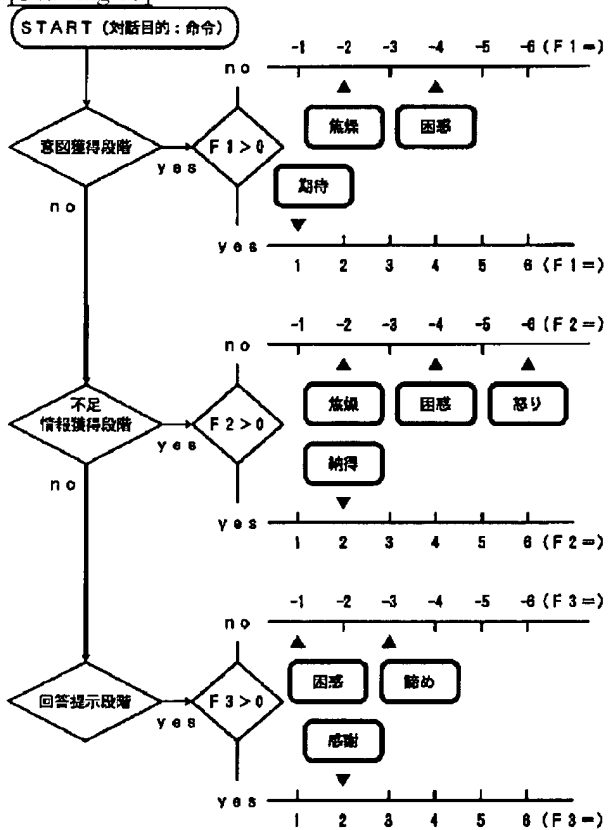 START (対話目的:命令)
no
-1 -2 -3 -4 -5 -6 (F1=)
焦燥
困惑
意図獲得段階
yes
F1>0
期待
no
yes
1 2 3 4 5 6 (F1=)
-1 -2 -3 -4 -5 -6 (F2=)
no
焦燥
困惑
怒り
不足
情報獲得段階
yes
F2>0
納得
no
yes
1 2 3 4 5 6 (F2=)
-1 -2 -3 -4 -5 -6 (F3=)
no
困惑
諦め
回答提示段階
yes
F3>0
感謝
yes
1 2 3 4 5 6 (F3=)